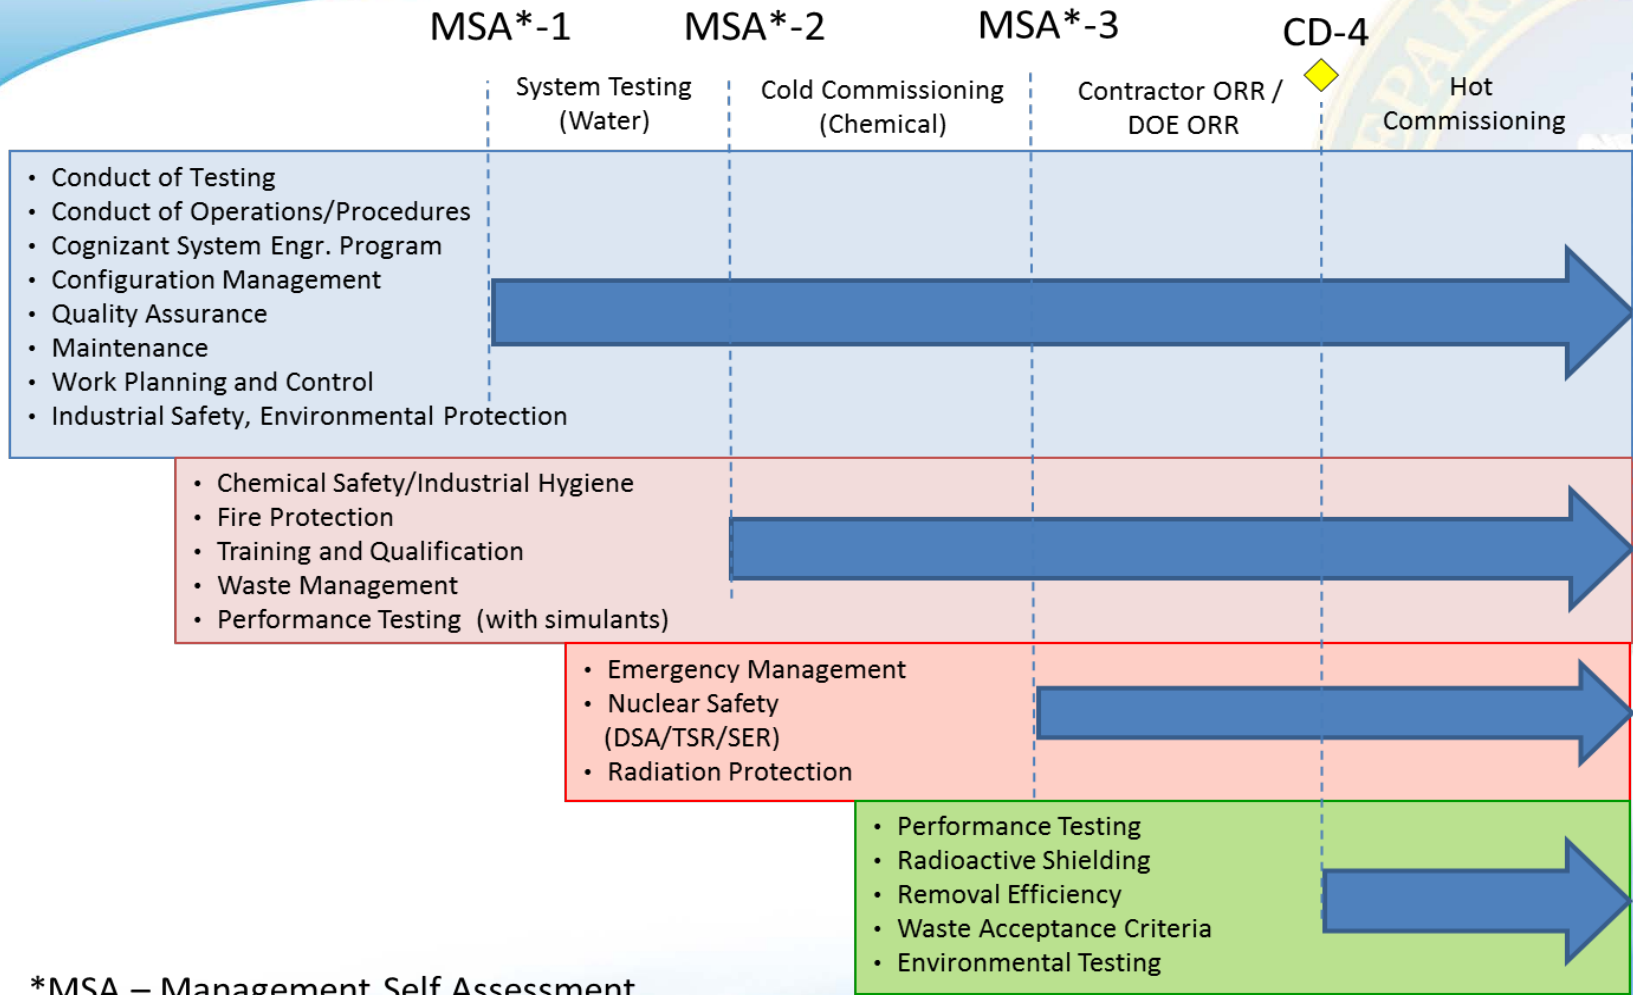 MSA*-1
MSA*-2
MSA*-3
CD-4
System Testing
(Water)
Cold Commissioning
(Chemical)
Contractor ORR /
DOE ORR
Hot
Commissioning
• Conduct of Testing
• Conduct of Operations/Procedures
• Cognizant System Engr. Program
• Configuration Management
• Quality Assurance
• Maintenance
• Work Planning and Control
• Industrial Safety, Environmental Protection
• Chemical Safety/Industrial Hygiene
• Fire Protection
• Training and Qualification
• Waste Management
• Performance Testing (with simulants)
• Emergency Management
• Nuclear Safety
(DSA/TSR/SER)
• Radiation Protection
• Performance Testing
• Radioactive Shielding
• Removal Efficiency
• Waste Acceptance Criteria
• Environmental Testing
*MSA – Management Self Assessment